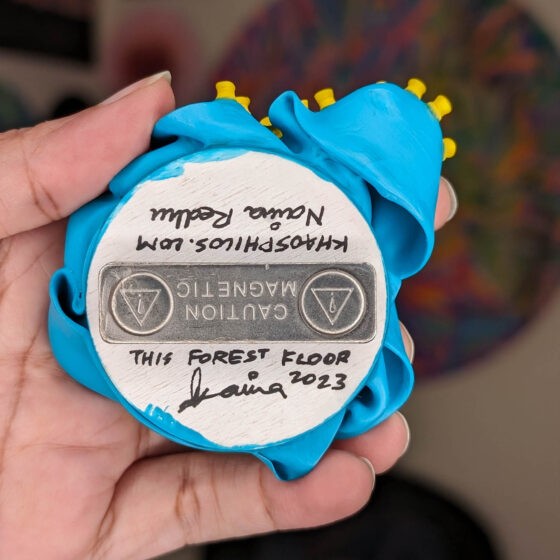 Naina Redhu
KHAOSPHILOS.COM
CAUTION
MAGNETIC
THIS FOREST FLOOR
Naina 2023